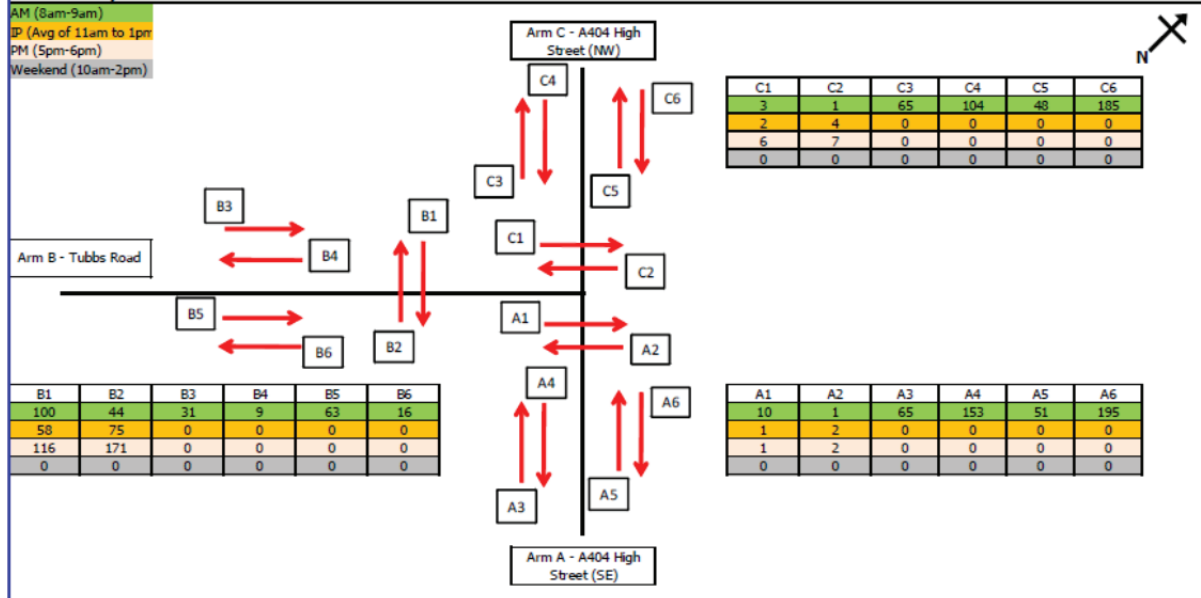 AM (8am-9am)
IP (Avg of 11am to 1pm
PM (5pm-6pm)
Weekend (10am-2pm)
Arm C - A404 High
Street (NW)
N
C4
C6
C3
C5
C1 C2 C3 C4 C5 C6
3 1 65 104 48 185
2 4 0 0 0 0
6 7 0 0 0 0
0 0 0 0 0 0
B3
B1
B4
C1
C2
Arm B - Tubbs Road
B5
B6
B2
A1
A2
A4
A6
A3
A5
B1 B2 B3 B4 B5 B6
100 44 31 9 63 16
58 75 0 0 0 0
116 171 0 0 0 0
0 0 0 0 0 0
A1 A2 A3 A4 A5 A6
10 1 65 153 51 195
1 2 0 0 0 0
1 2 0 0 0 0
0 0 0 0 0 0
Arm A - A404 High
Street (SE)